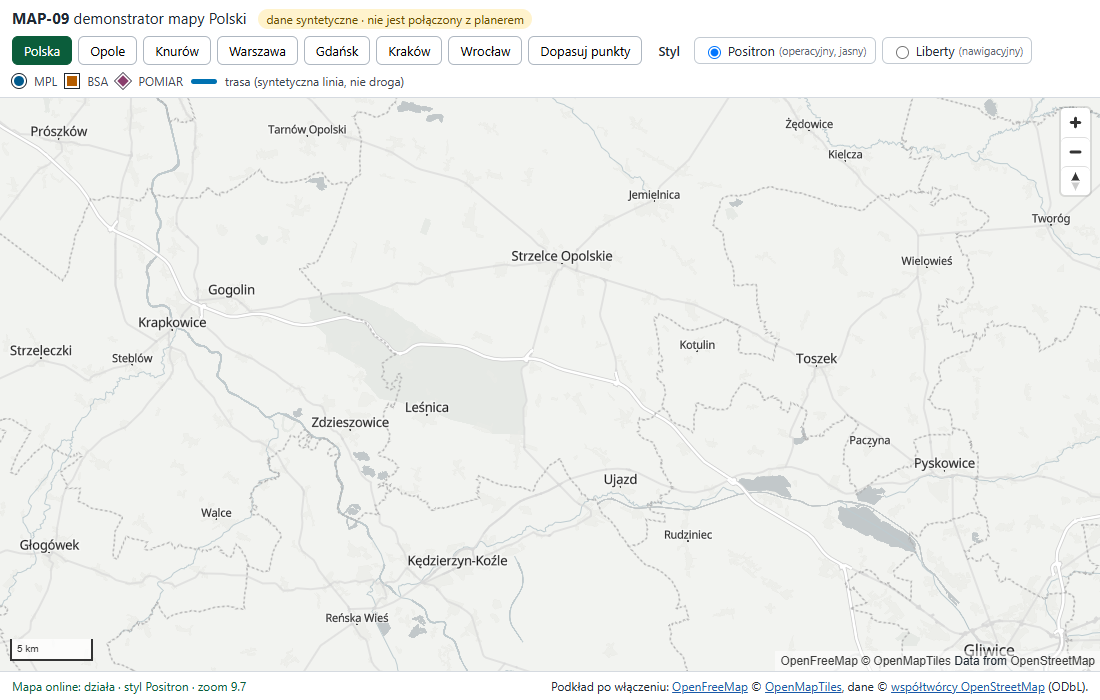 MAP-09 demonstrator mapy Polski dane syntetyczne · nie jest połączony z planerem
Polska Opole Knurów Warszawa Gdańsk Kraków Wrocław Dopasuj punkty Styl Positron (operacyjny, jasny) Liberty (nawigacyjny)
MPL BSA POMIAR trasa (syntetyczna linia, nie droga)
Prószków
Tarnów Opolski
Żędowice
Kielcza
Jemielnica
Tworóg
Strzelce Opolskie
Wielowieś
Gogolin
Krapkowice
Strzeleczki
Steblów
Kotulin
Toszek
Leśnica
Zdzieszowice
Paczyna
Pyskowice
Ujazd
Walce
Rudziniec
Głogówek
Kędzierzyn-Koźle
Reńska Wieś
Gliwice
5 km
OpenFreeMap © OpenMapTiles Data from OpenStreetMap
Mapa online: działa · styl Positron · zoom 9.7
Podkład po włączeniu: OpenFreeMap © OpenMapTiles, dane © współtwórcy OpenStreetMap (ODbL).